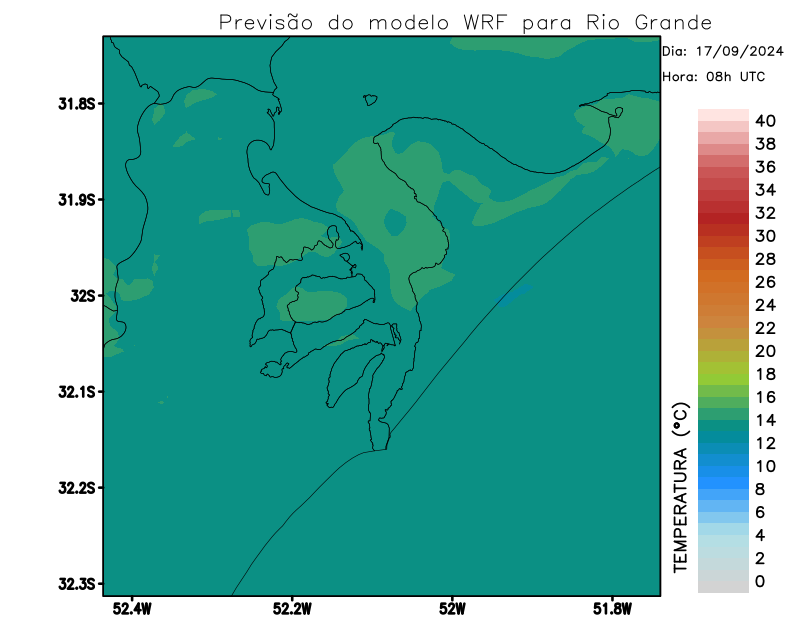 Previsão do modelo WRF para Rio Grande
Dia: 17/09/2024
Hora: 08h UTC
31.8S
31.9S
32S
32.1S
32.2S
32.3S
52.4W
52.2W
52W
51.8W
TEMPERATURA (°C)
40
38
36
34
32
30
28
26
24
22
20
18
16
14
12
10
8
6
4
2
0